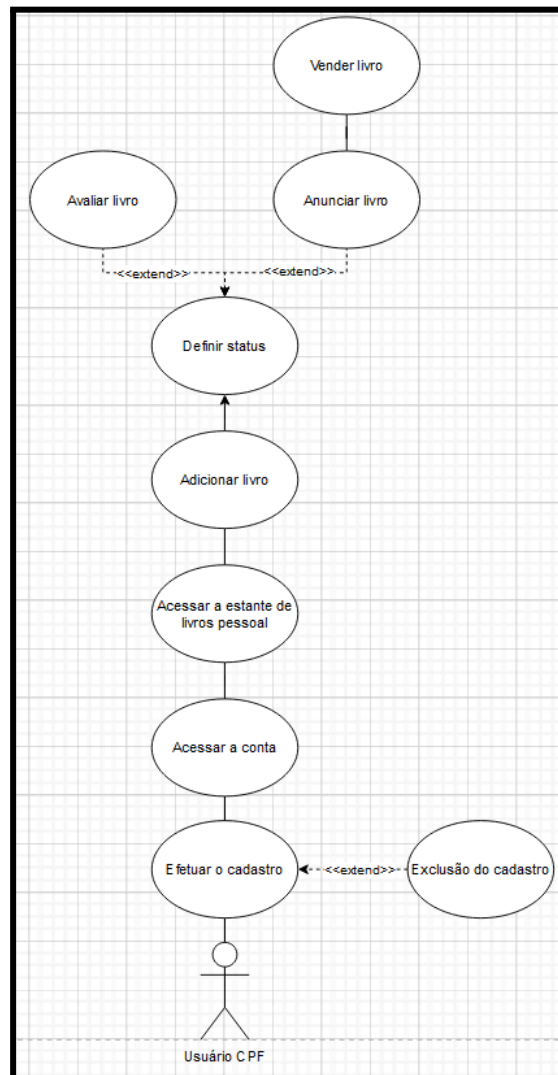 Vender livro
Avaliar livro
Anunciar livro
<<extend>>
<<extend>>
Definir status
Adicionar livro
Acessar a estante de
livros pessoal
Acessar a conta
Efetuar o cadastro
<<extend>>
Exclusão do cadastro
Usuário CPF